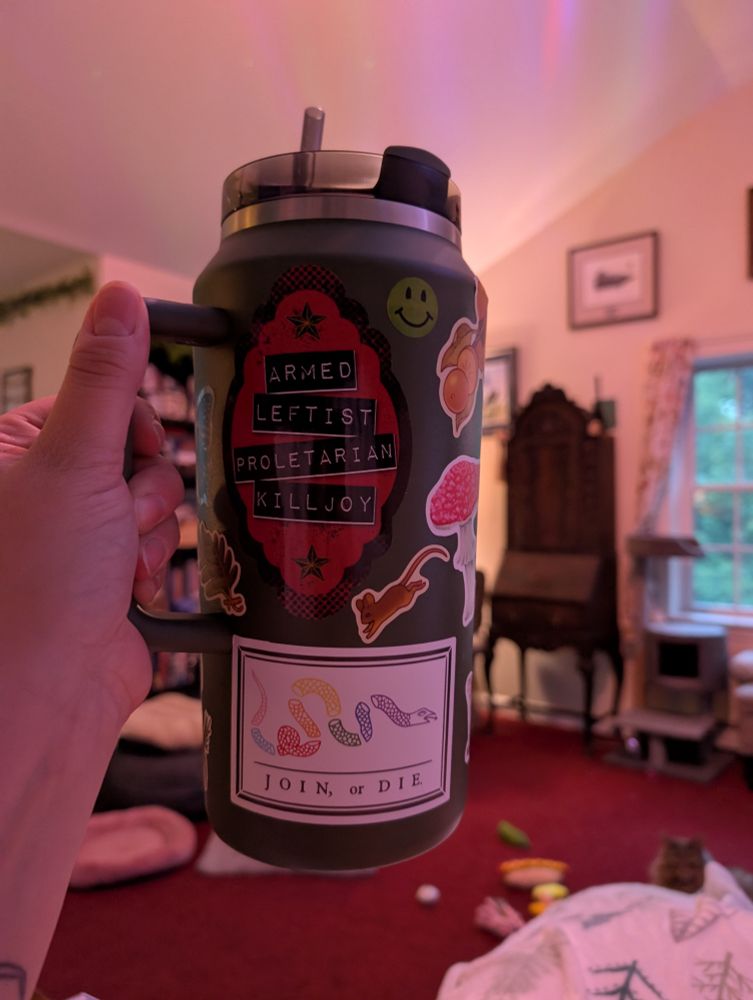 ARMED
LEFTIST
PROLETARIAN
KILLJOY
JOIN, or DIE.